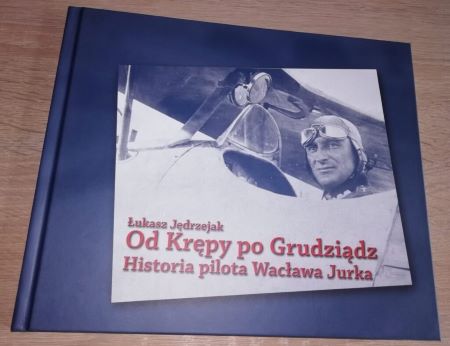 Łukasz Jędrzejak
Od Krępy po Grudziądz
Historia pilota Wacława Jurka